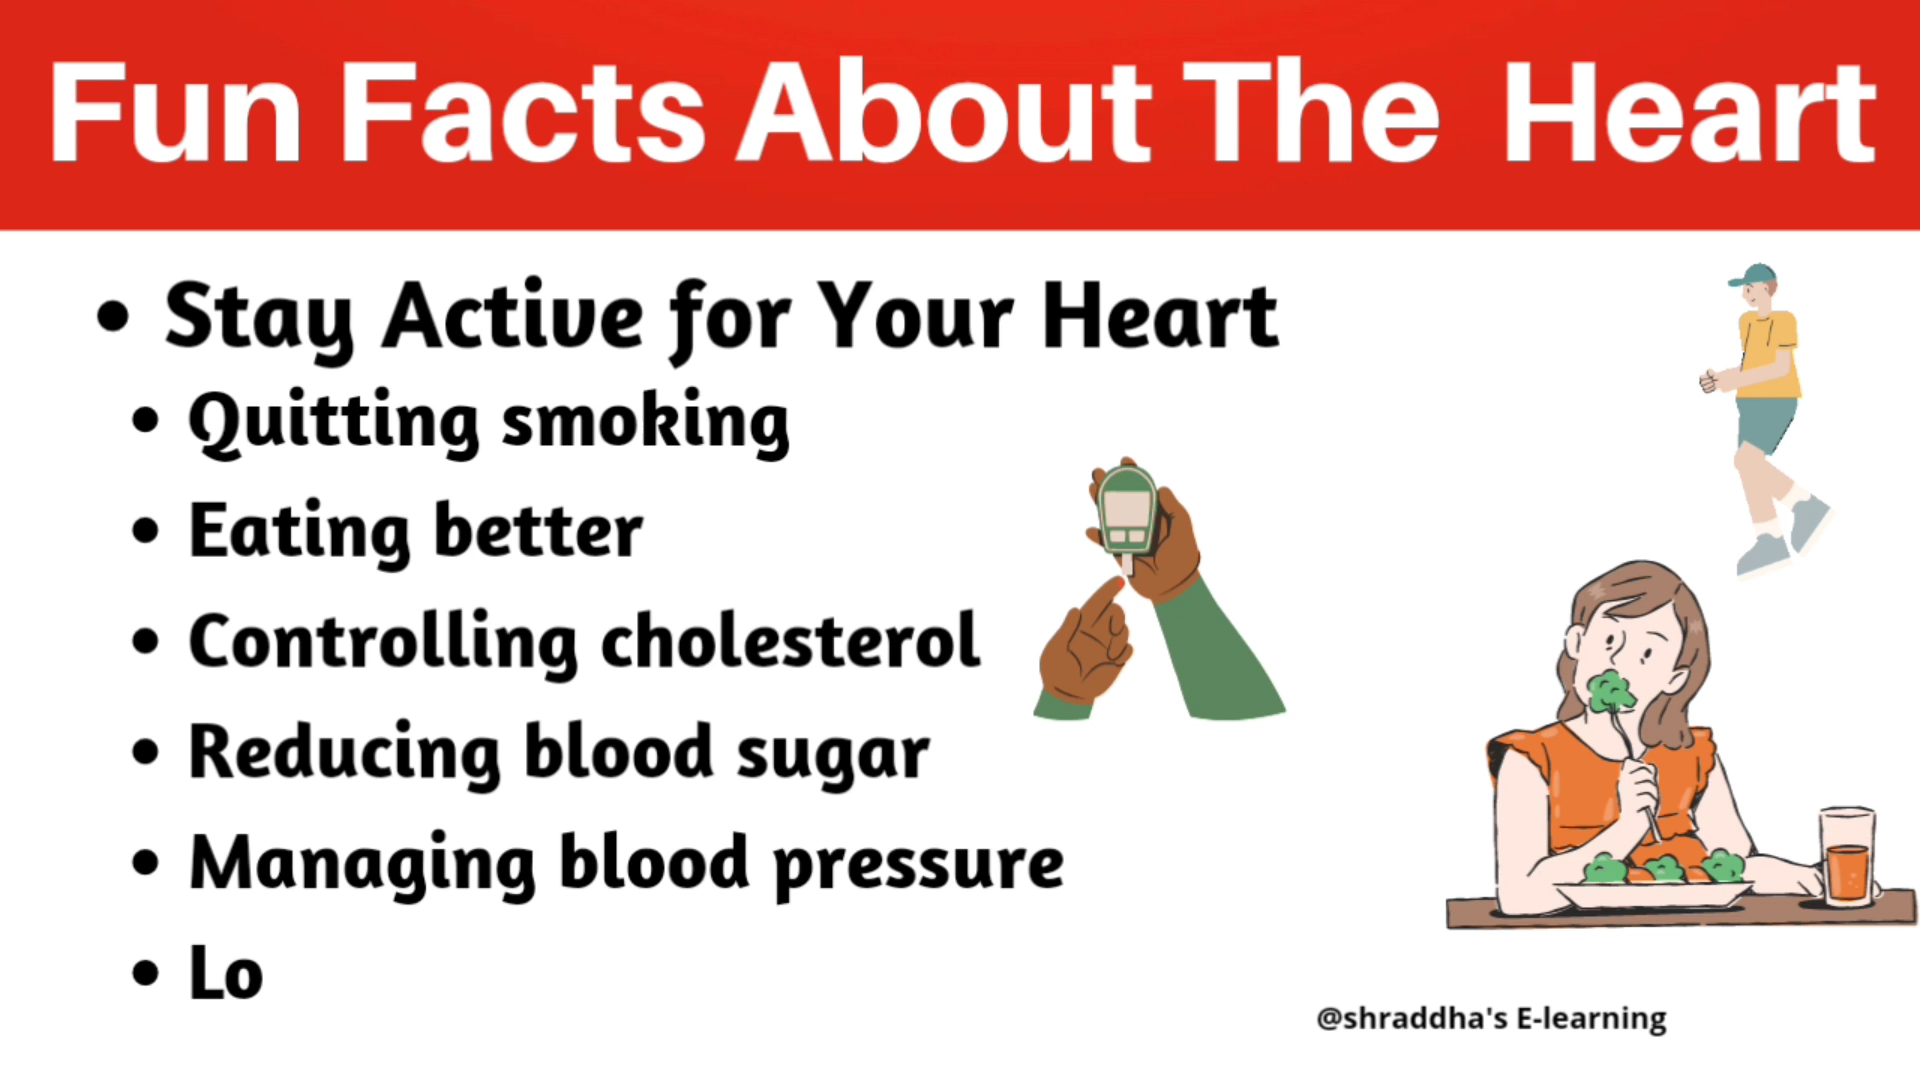 Fun Facts About The Heart
• Stay Active for Your Heart
• Quitting smoking
• Eating better
• Controlling cholesterol
• Reducing blood sugar
• Managing blood pressure
• Lo
@shraddha's E-learning